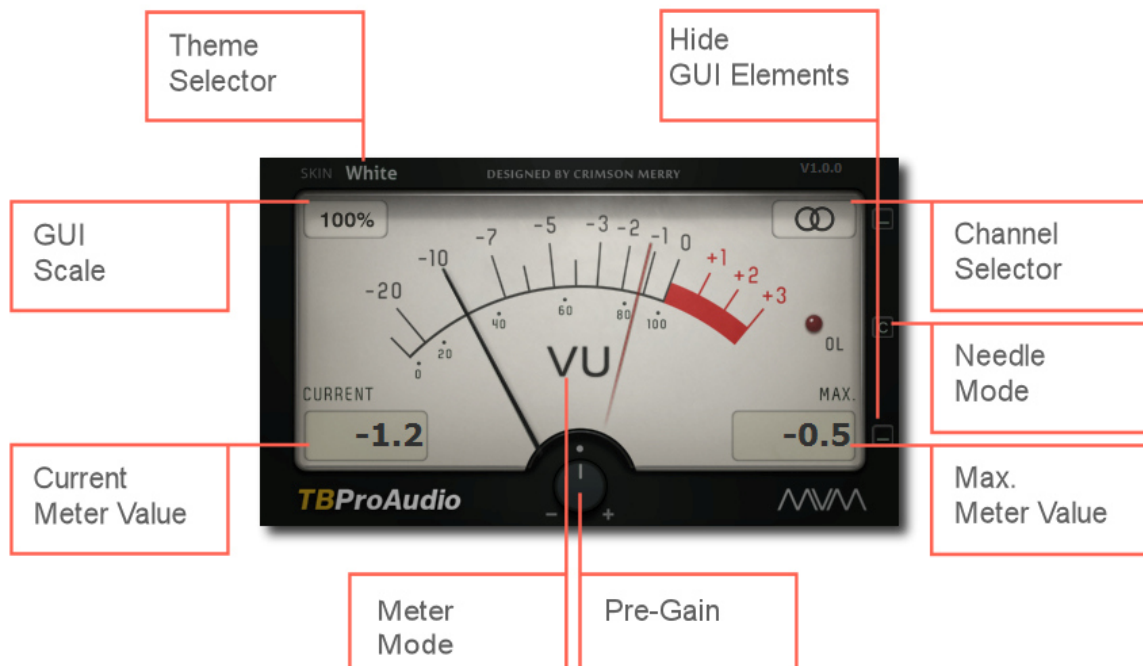 Theme
Selector
Hide
GUI Elements
SKIN White
DESIGNED BY CRIMSON MERRY
V1.0.0
GUI
Scale
100%
Channel
Selector
-20
-10
-7
-5
-3
-2
-1
0
+1
+2
+3
0
20
40
60
80
100
VU
OL
C
Needle
Mode
CURRENT
MAX.
-1.2
-0.5
Current
Meter Value
Max.
Meter Value
TBProAudio
- +
MVM
Meter
Mode
Pre-Gain